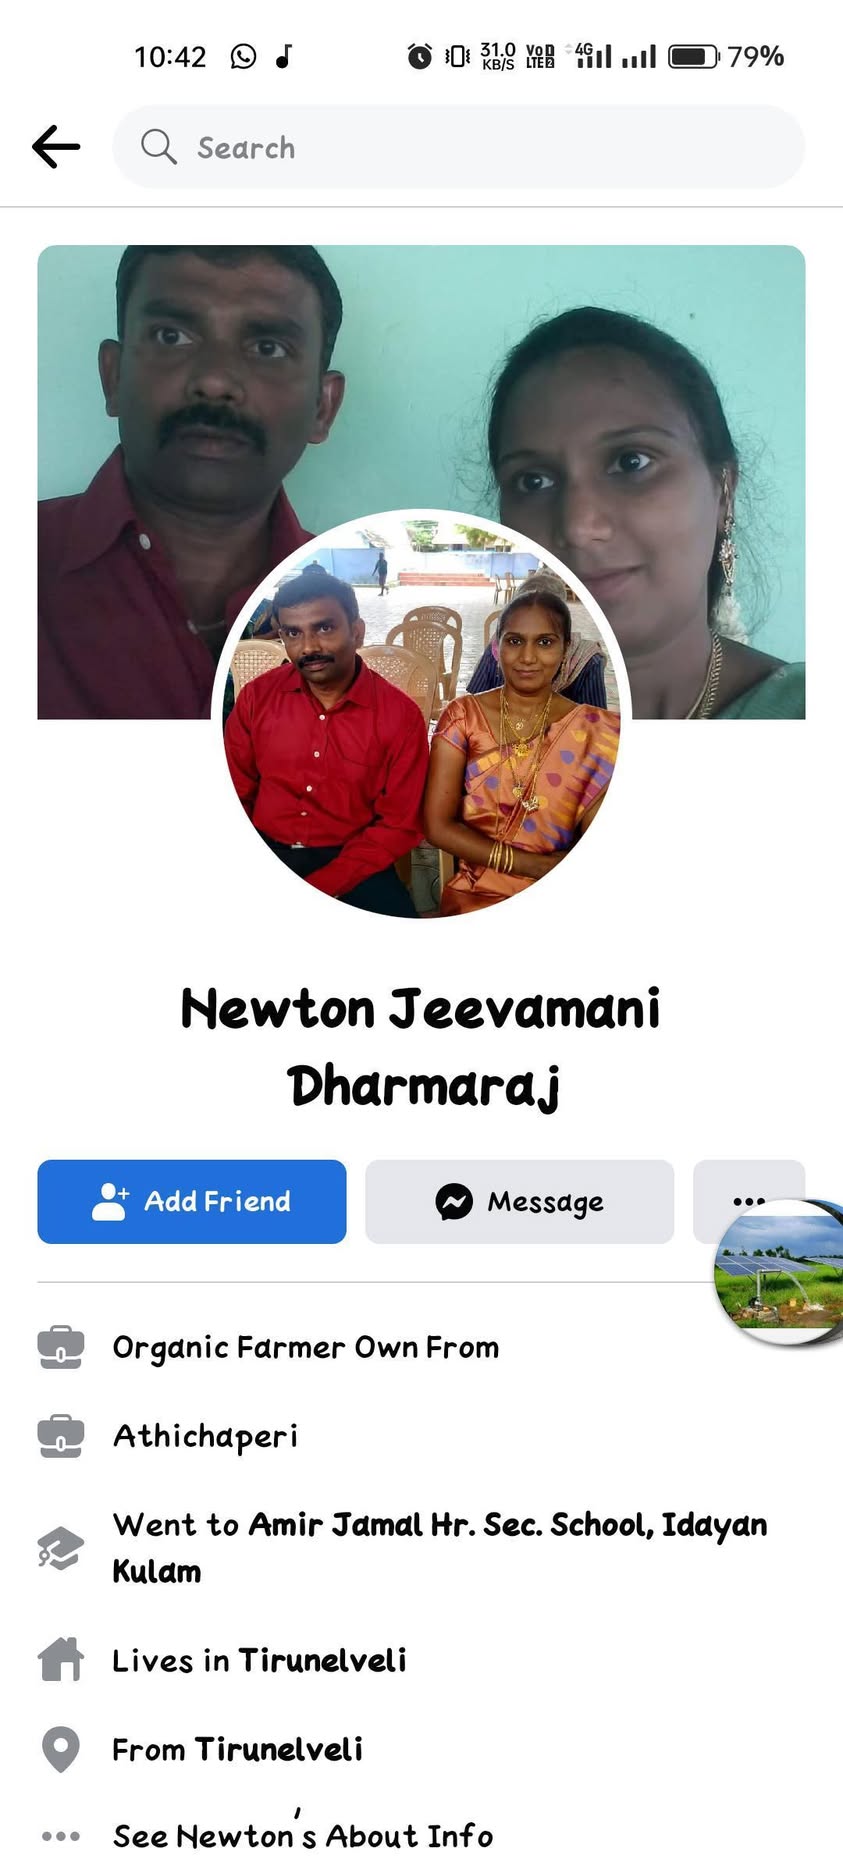 10:42 31.0 KB/S VoD LTE2 4G 79%
Search
Newton Jeevamani
Dharmaraj
Add Friend
Message
Organic Farmer Own From
Athichaperi
Went to Amir Jamal Hr. Sec. School, Idayan
Kulam
Lives in Tirunelveli
From Tirunelveli
See Newton's About Info